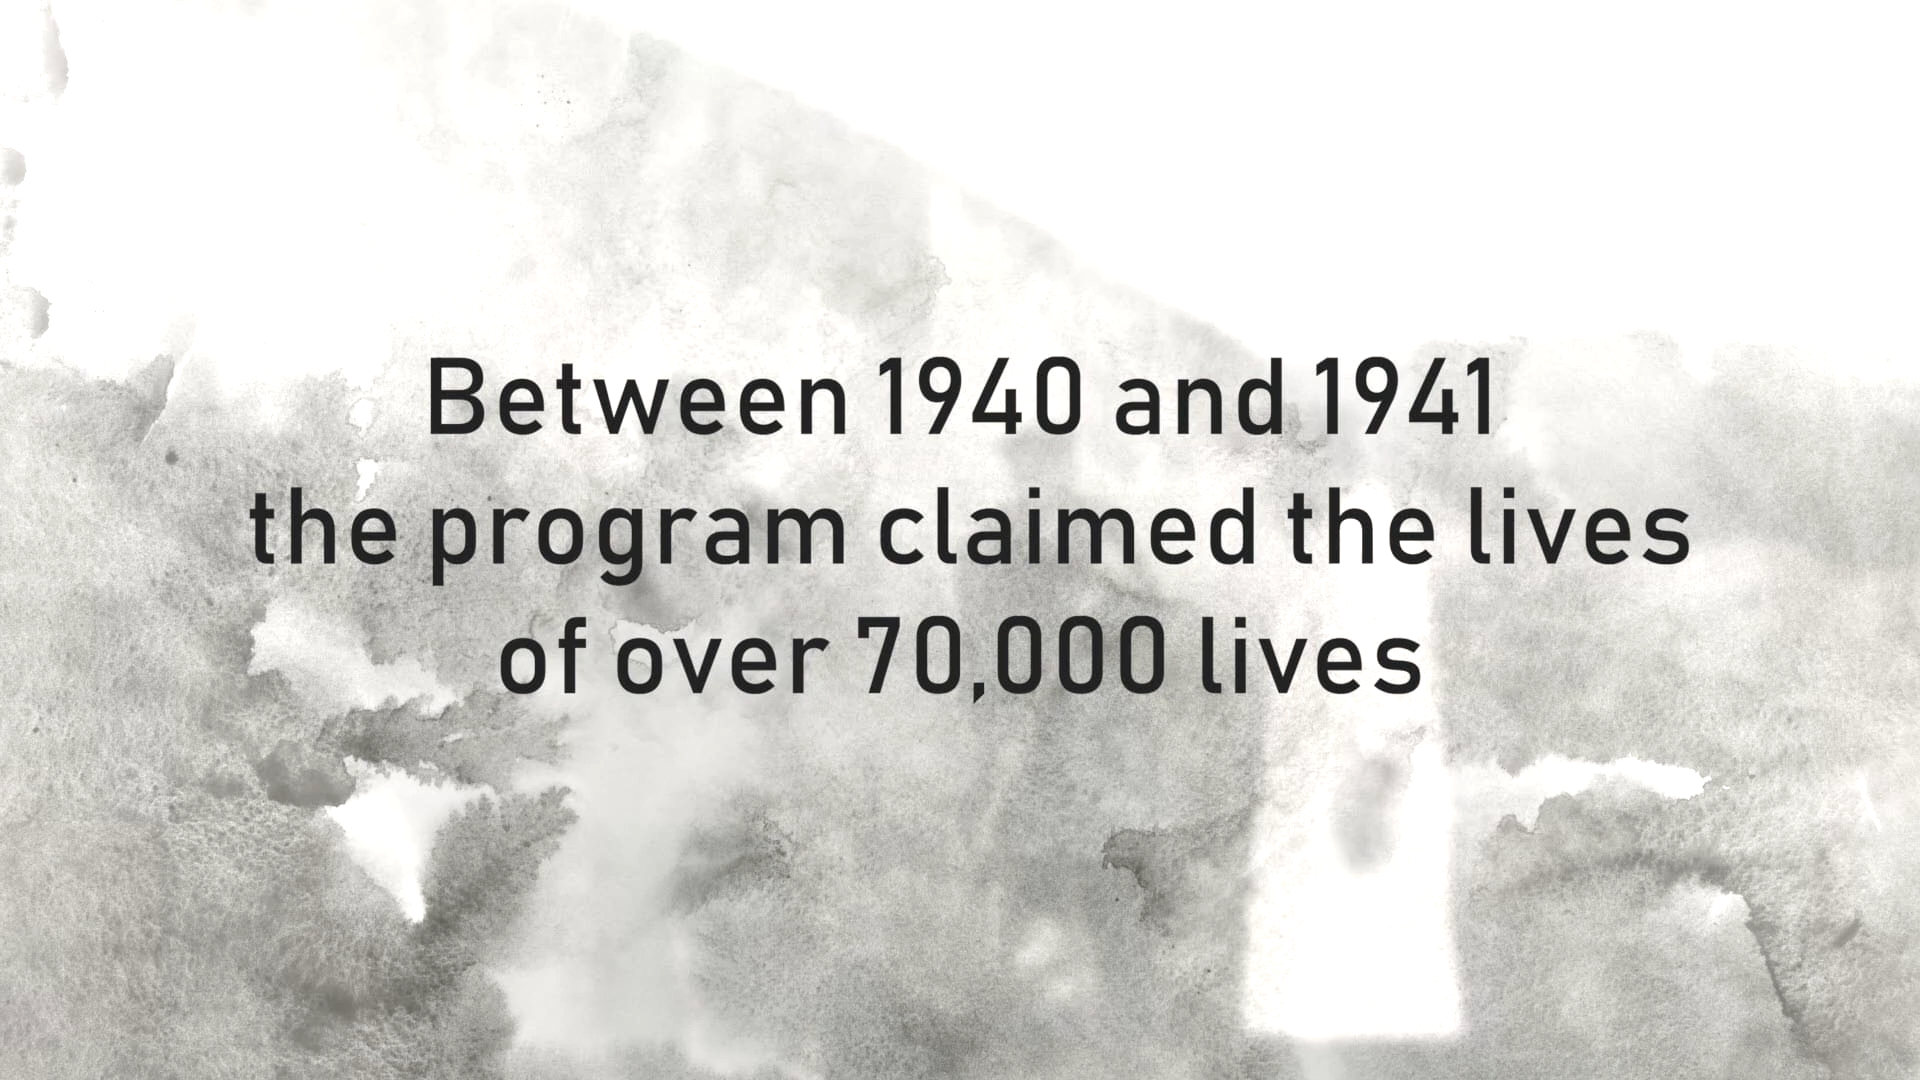 Between 1940 and 1941
the program claimed the lives
of over 70,000 lives